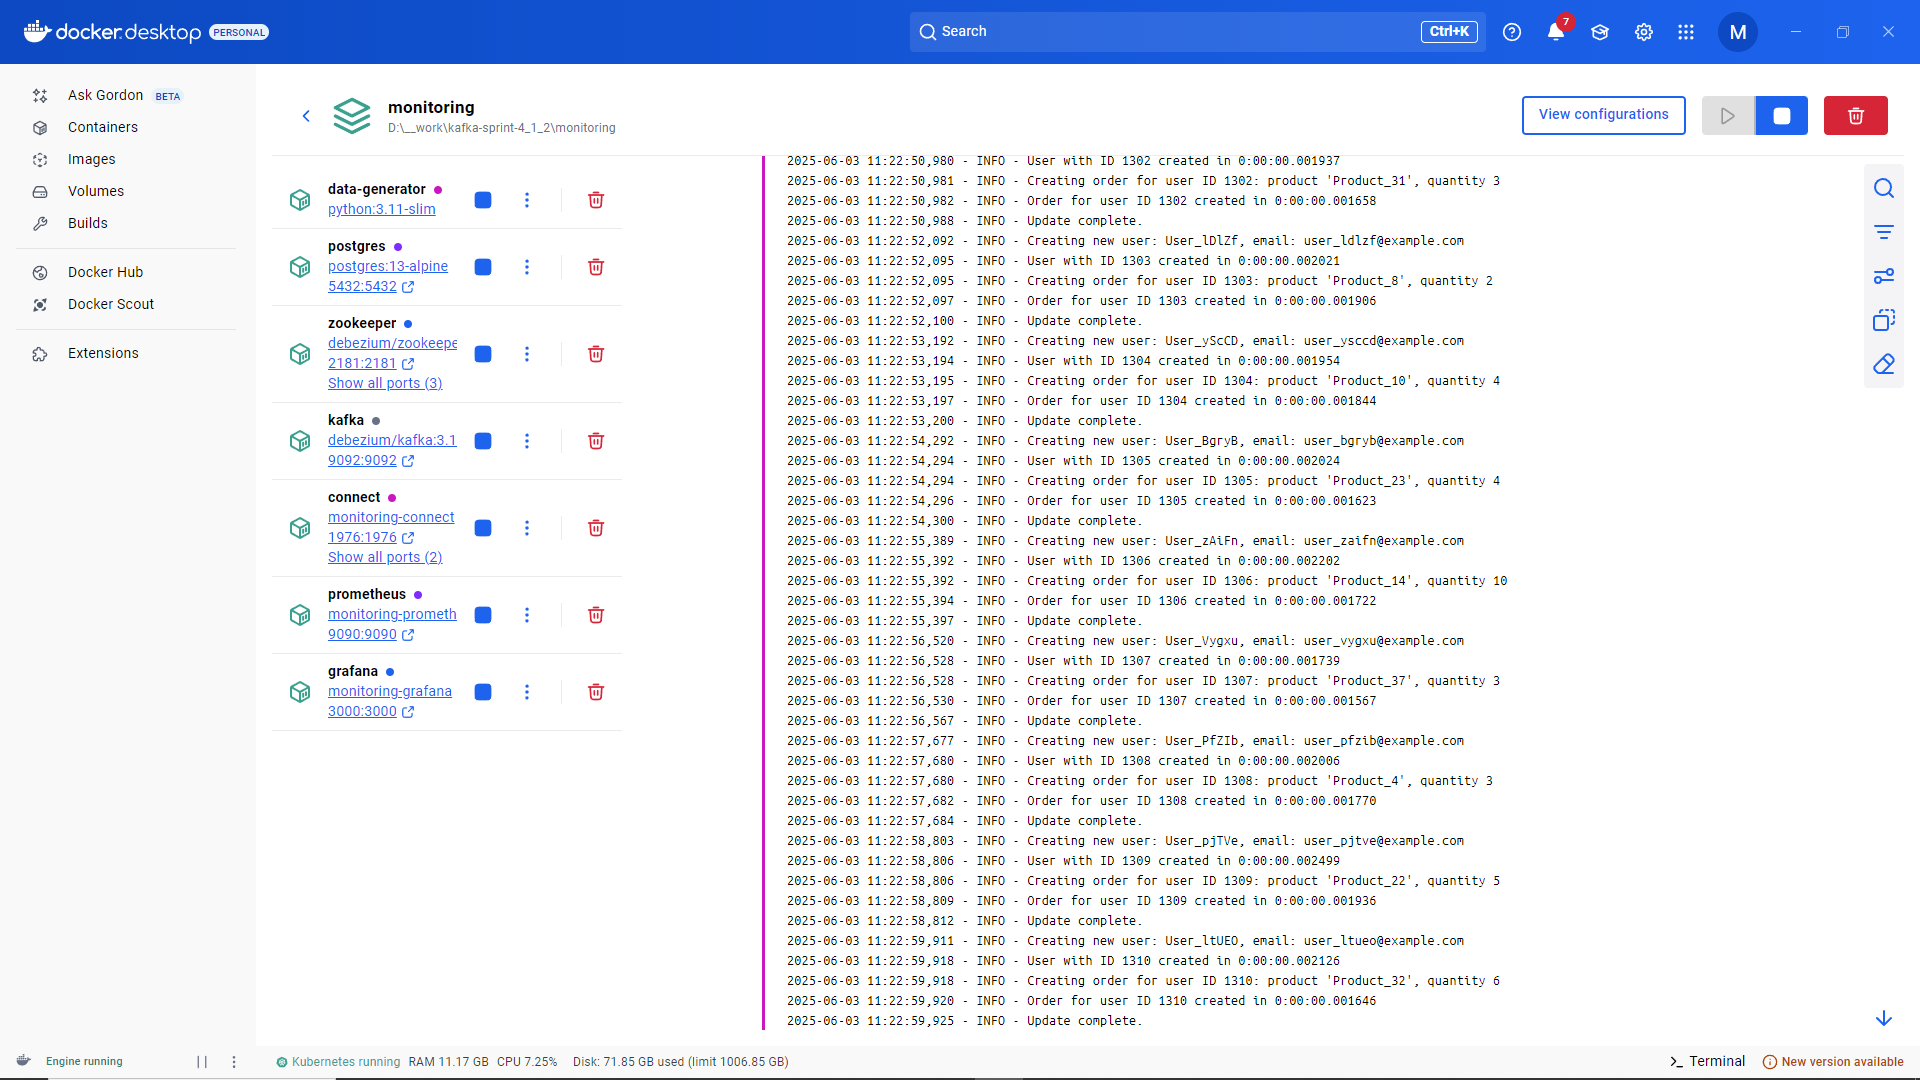 docker.desktop PERSONAL
Search
Ctrl+K
7
M
Ask Gordon BETA
Containers
Images
Volumes
Builds
Docker Hub
Docker Scout
Extensions
monitoring
D:\__work\kafka-sprint-4_1_2\monitoring
View configurations
data-generator
python:3.11-slim
postgres
postgres:13-alpine
5432:5432
zookeeper
debezium/zookeepe
2181:2181
Show all ports (3)
kafka
debezium/kafka:3.1
9092:9092
connect
monitoring-connect
1976:1976
Show all ports (2)
prometheus
monitoring-prometh
9090:9090
grafana
monitoring-grafana
3000:3000
2025-06-03 11:22:50,980 - INFO - User with ID 1302 created in 0:00:00.001937
2025-06-03 11:22:50,981 - INFO - Creating order for user ID 1302: product 'Product_31', quantity 3
2025-06-03 11:22:50,982 - INFO - Order for user ID 1302 created in 0:00:00.001658
2025-06-03 11:22:50,988 - INFO - Update complete.
2025-06-03 11:22:52,092 - INFO - Creating new user: User_lDlZf, email: user_ldlzf@example.com
2025-06-03 11:22:52,095 - INFO - User with ID 1303 created in 0:00:00.002021
2025-06-03 11:22:52,095 - INFO - Creating order for user ID 1303: product 'Product_8', quantity 2
2025-06-03 11:22:52,097 - INFO - Order for user ID 1303 created in 0:00:00.001906
2025-06-03 11:22:52,100 - INFO - Update complete.
2025-06-03 11:22:53,192 - INFO - Creating new user: User_yScCD, email: user_ysccd@example.com
2025-06-03 11:22:53,194 - INFO - User with ID 1304 created in 0:00:00.001954
2025-06-03 11:22:53,195 - INFO - Creating order for user ID 1304: product 'Product_10', quantity 4
2025-06-03 11:22:53,197 - INFO - Order for user ID 1304 created in 0:00:00.001844
2025-06-03 11:22:53,200 - INFO - Update complete.
2025-06-03 11:22:54,292 - INFO - Creating new user: User_BgryB, email: user_bgryb@example.com
2025-06-03 11:22:54,294 - INFO - User with ID 1305 created in 0:00:00.002024
2025-06-03 11:22:54,294 - INFO - Creating order for user ID 1305: product 'Product_23', quantity 4
2025-06-03 11:22:54,296 - INFO - Order for user ID 1305 created in 0:00:00.001623
2025-06-03 11:22:54,300 - INFO - Update complete.
2025-06-03 11:22:55,389 - INFO - Creating new user: User_zAiFn, email: user_zaifn@example.com
2025-06-03 11:22:55,392 - INFO - User with ID 1306 created in 0:00:00.002202
2025-06-03 11:22:55,392 - INFO - Creating order for user ID 1306: product 'Product_14', quantity 10
2025-06-03 11:22:55,394 - INFO - Order for user ID 1306 created in 0:00:00.001722
2025-06-03 11:22:55,397 - INFO - Update complete.
2025-06-03 11:22:56,520 - INFO - Creating new user: User_Vygxu, email: user_vygxu@example.com
2025-06-03 11:22:56,528 - INFO - User with ID 1307 created in 0:00:00.001739
2025-06-03 11:22:56,528 - INFO - Creating order for user ID 1307: product 'Product_37', quantity 3
2025-06-03 11:22:56,530 - INFO - Order for user ID 1307 created in 0:00:00.001567
2025-06-03 11:22:56,567 - INFO - Update complete.
2025-06-03 11:22:57,677 - INFO - Creating new user: User_PfZIb, email: user_pfzib@example.com
2025-06-03 11:22:57,680 - INFO - User with ID 1308 created in 0:00:00.002006
2025-06-03 11:22:57,680 - INFO - Creating order for user ID 1308: product 'Product_4', quantity 3
2025-06-03 11:22:57,682 - INFO - Order for user ID 1308 created in 0:00:00.001770
2025-06-03 11:22:57,684 - INFO - Update complete.
2025-06-03 11:22:58,803 - INFO - Creating new user: User_pjTVe, email: user_pjtve@example.com
2025-06-03 11:22:58,806 - INFO - User with ID 1309 created in 0:00:00.002499
2025-06-03 11:22:58,806 - INFO - Creating order for user ID 1309: product 'Product_22', quantity 5
2025-06-03 11:22:58,809 - INFO - Order for user ID 1309 created in 0:00:00.001936
2025-06-03 11:22:58,812 - INFO - Update complete.
2025-06-03 11:22:59,911 - INFO - Creating new user: User_ltUEO, email: user_ltueo@example.com
2025-06-03 11:22:59,918 - INFO - User with ID 1310 created in 0:00:00.002126
2025-06-03 11:22:59,918 - INFO - Creating order for user ID 1310: product 'Product_32', quantity 6
2025-06-03 11:22:59,920 - INFO - Order for user ID 1310 created in 0:00:00.001646
2025-06-03 11:22:59,925 - INFO - Update complete.
Engine running
Kubernetes running RAM 11.17 GB CPU 7.25% Disk: 71.85 GB used (limit 1006.85 GB)
Terminal
New version available